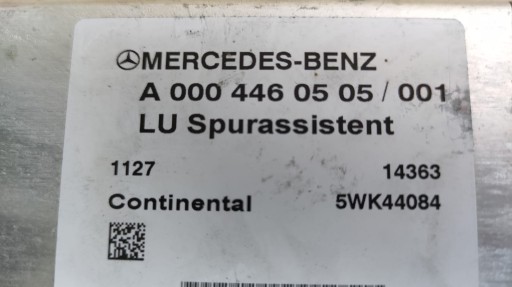 MERCEDES-BENZ
A 000 446 05 05 / 001
LU Spurassistent
1127 14363
Continental 5WK44084